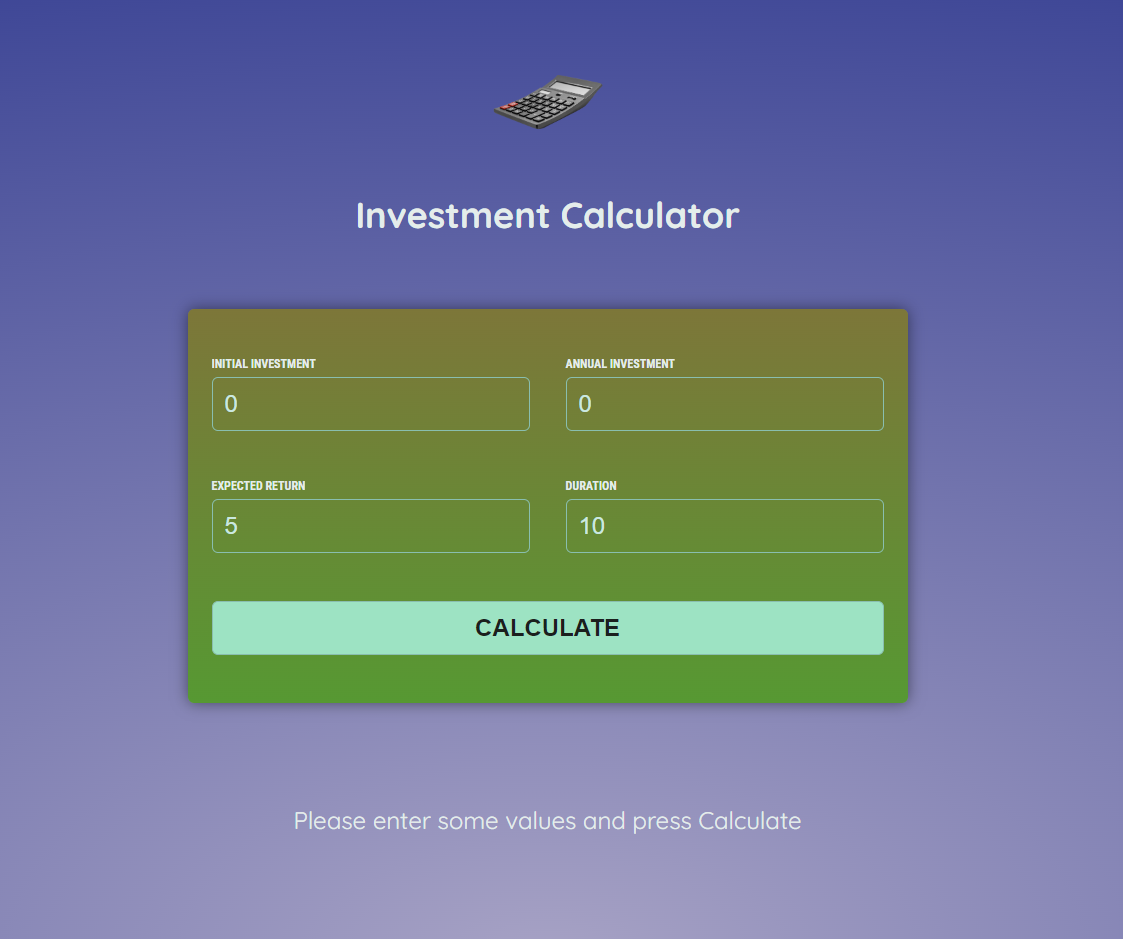 Investment Calculator
INITIAL INVESTMENT
ANNUAL INVESTMENT
0
0
EXPECTED RETURN
DURATION
5
10
CALCULATE
Please enter some values and press Calculate